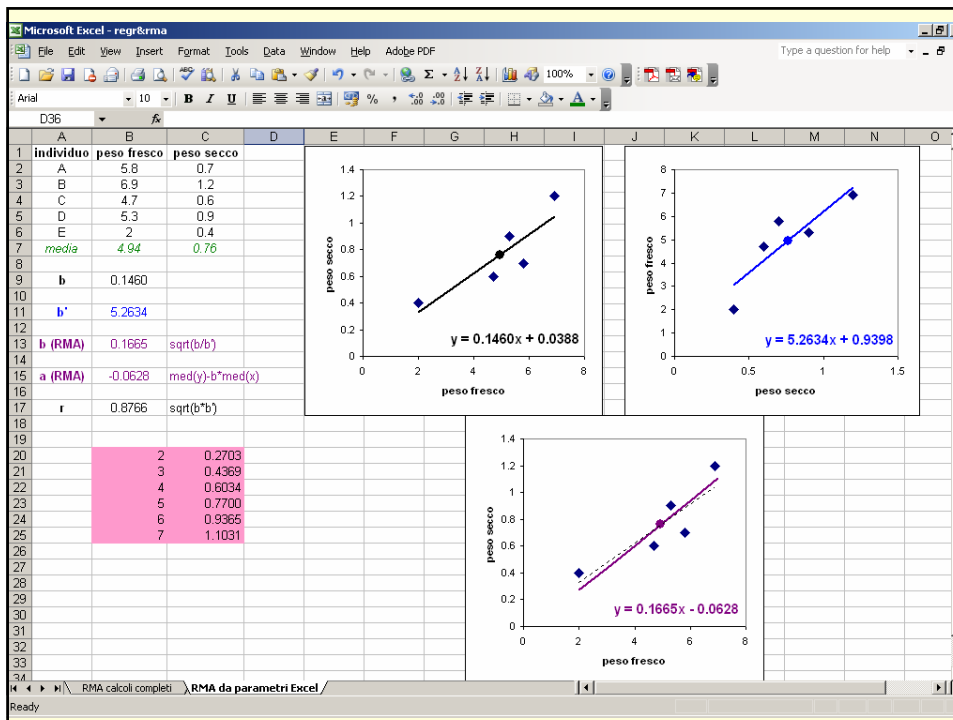 Microsoft Excel - regr&rma
File Edit View Insert Format Tools Data Window Help Adobe PDF
Type a question for help
100%
Arial 10 B I U
D36 fx
A B C D E F G H I J K L M N O
1 individuo peso fresco peso secco
2 A 5.8 0.7
3 B 6.9 1.2
4 C 4.7 0.6
5 D 5.3 0.9
6 E 2 0.4
7 media 4.94 0.76
8
9 b 0.1460
10
11 b' 5.2634
12
13 b (RMA) 0.1665 sqrt(b/b')
14
15 a (RMA) -0.0628 med(y)-b*med(x)
16
17 r 0.8766 sqrt(b*b')
18
19
20 2 0.2703
21 3 0.4369
22 4 0.6034
23 5 0.7700
24 6 0.9365
25 7 1.1031
26
27
28
29
30
31
32
33
34
1.4
1.2
1
0.8
0.6
0.4
0.2
0
0 2 4 6 8
peso secco
peso fresco
y = 0.1460x + 0.0388
8
7
6
5
4
3
2
1
0
0 0.5 1 1.5
peso fresco
peso secco
y = 5.2634x + 0.9398
1.4
1.2
1
0.8
0.6
0.4
0.2
0
0 2 4 6 8
peso secco
peso fresco
y = 0.1665x - 0.0628
RMA calcoli completi RMA da parametri Excel
Ready